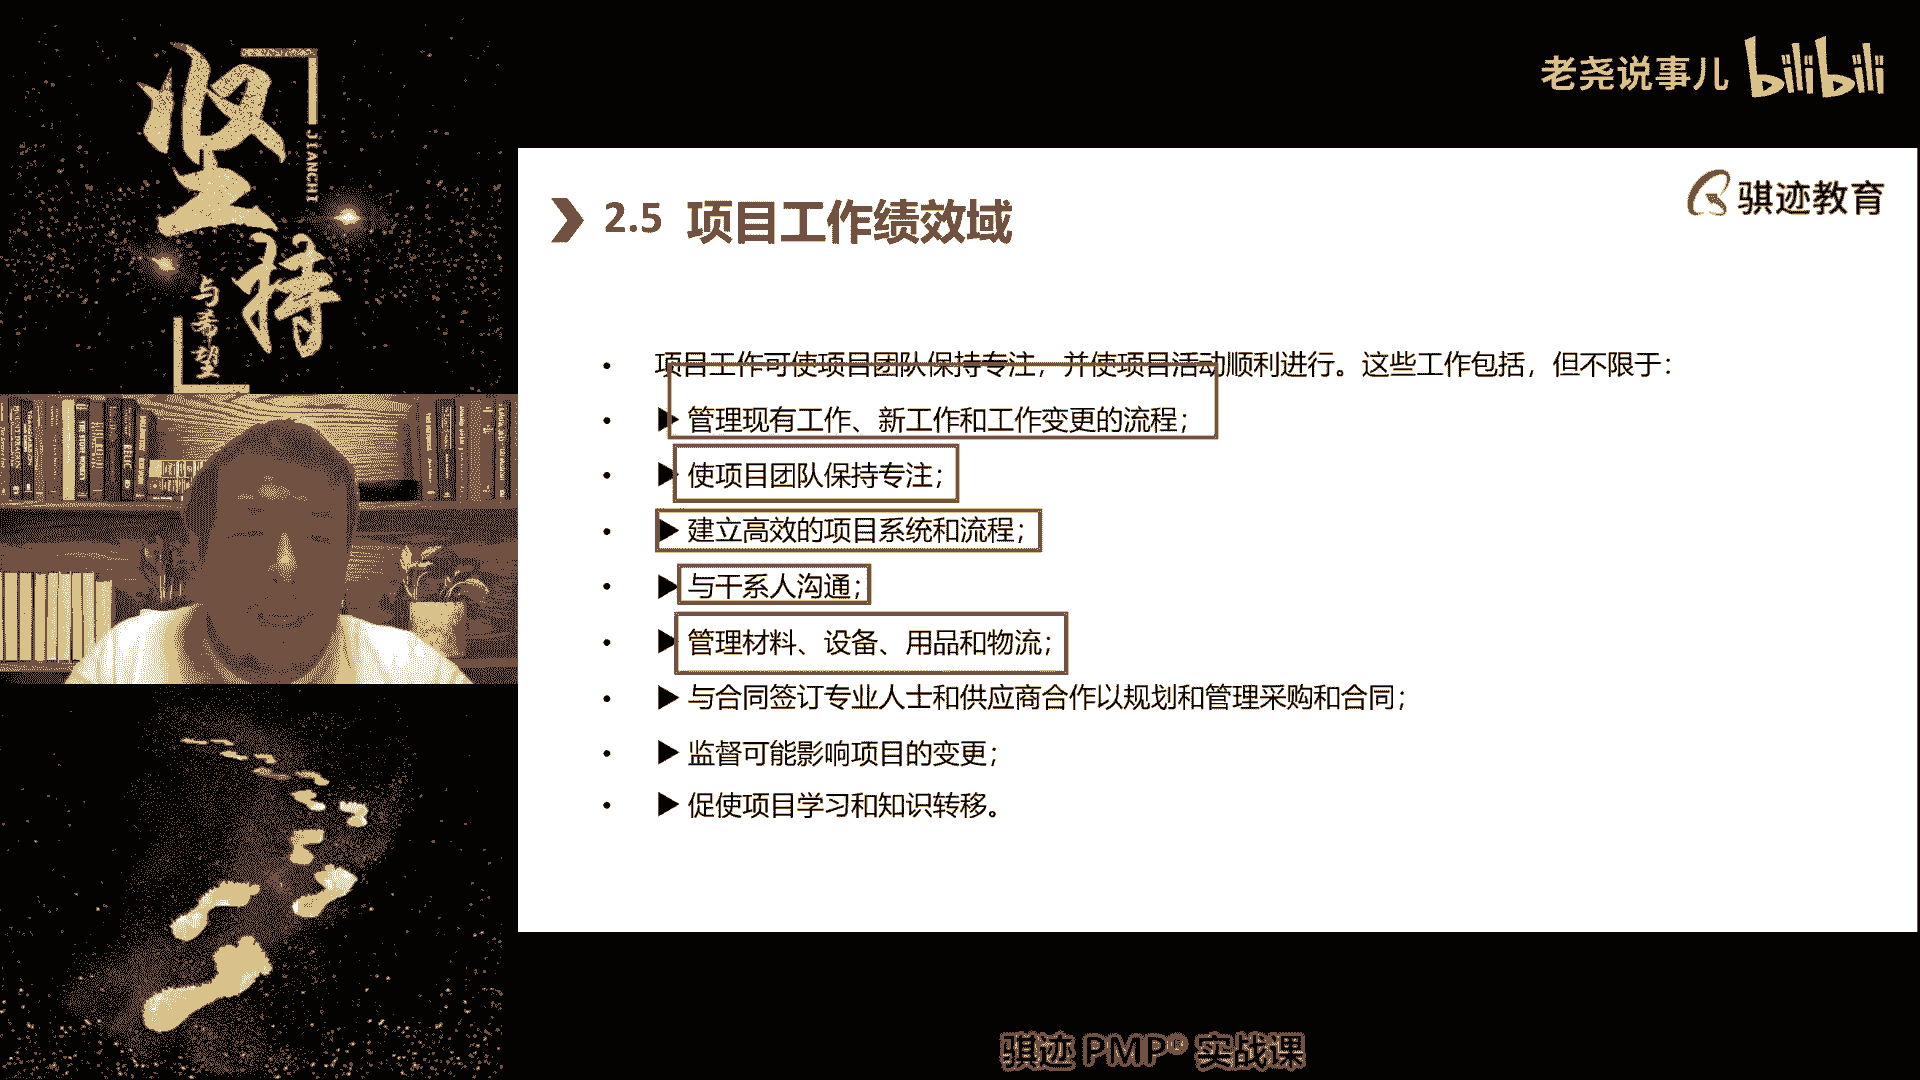 坚持
JIANCHI
与希望
老尧说事儿 bilibili
骐迹教育
2.5 项目工作绩效域
• 项目工作可使项目团队保持专注，并使项目活动顺利进行。这些工作包括，但不限于：
• ▶ 管理现有工作、新工作和工作变更的流程；
• ▶ 使项目团队保持专注；
• ▶ 建立高效的项目系统和流程；
• ▶ 与干系人沟通；
• ▶ 管理材料、设备、用品和物流；
• ▶ 与合同签订专业人士和供应商合作以规划和管理采购和合同；
• ▶ 监督可能影响项目的变更；
• ▶ 促使项目学习和知识转移。
骐迹 PMP® 实战课